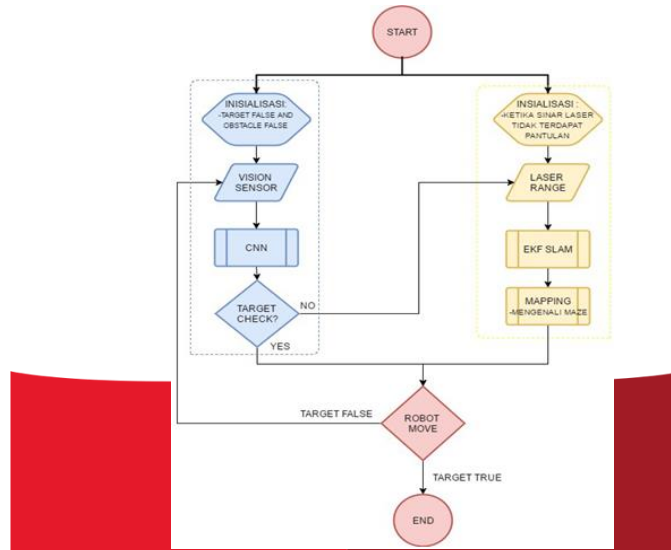 START
INISIALISASI:
-TARGET FALSE AND
OBSTACLE FALSE
INSIALISASI :
-KETIKA SINAR LASER
TIDAK TERDAPAT
PANTULAN
VISION
SENSOR
LASER
RANGE
CNN
EKF SLAM
TARGET
CHECK?
NO
YES
MAPPING
-MENGENALI MAZE
TARGET FALSE
ROBOT
MOVE
TARGET TRUE
END